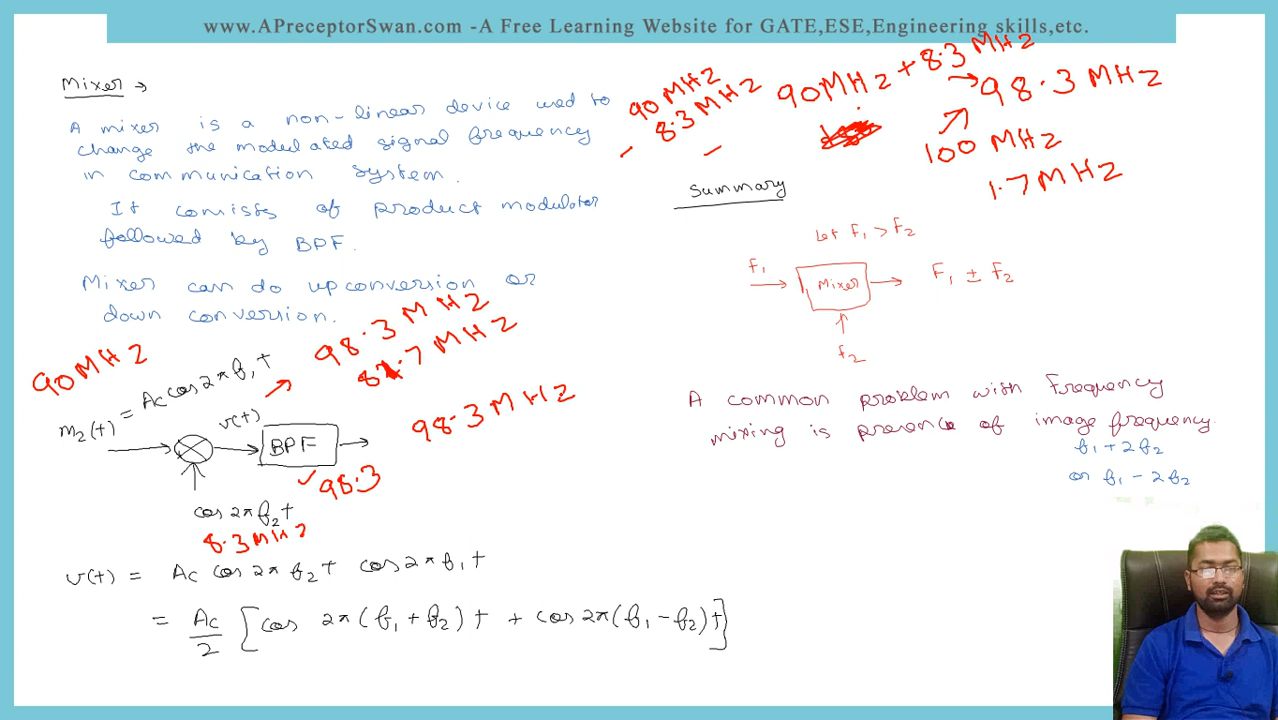 www.APreceptorSwan.com -A Free Learning Website for GATE,ESE,Engineering skills,etc.
Mixer →
A mixer is a non-linear device used to
change the modulated signal frequency
in communication system.
It consists of product modulator
followed by BPF.
Mixer can do upconversion or
down conversion.
90MHz
98.3 MHz
8.7 MHz
m₂(t) = Ac cos 2π f₁ t
v(t)
BPF
98.3 MHz
✓98.3
cos 2π f₂ t
8.3MHz
v(t) = Ac cos 2π f₂ t cos 2π f₁ t
= Ac/2 [cos 2π (f₁ + f₂) t + cos 2π (f₁ - f₂) t]
90 MHz
8.3 MHz
90MHz + 8.3 MHz
→ 98.3 MHz
100 MHz
1.7 MHz
Summary
Let F₁ > F₂
F₁
Mixer
F₁ ± F₂
f₂
A common problem with Frequency
mixing is presence of image frequency.
f₁ + 2f₂
or f₁ - 2f₂